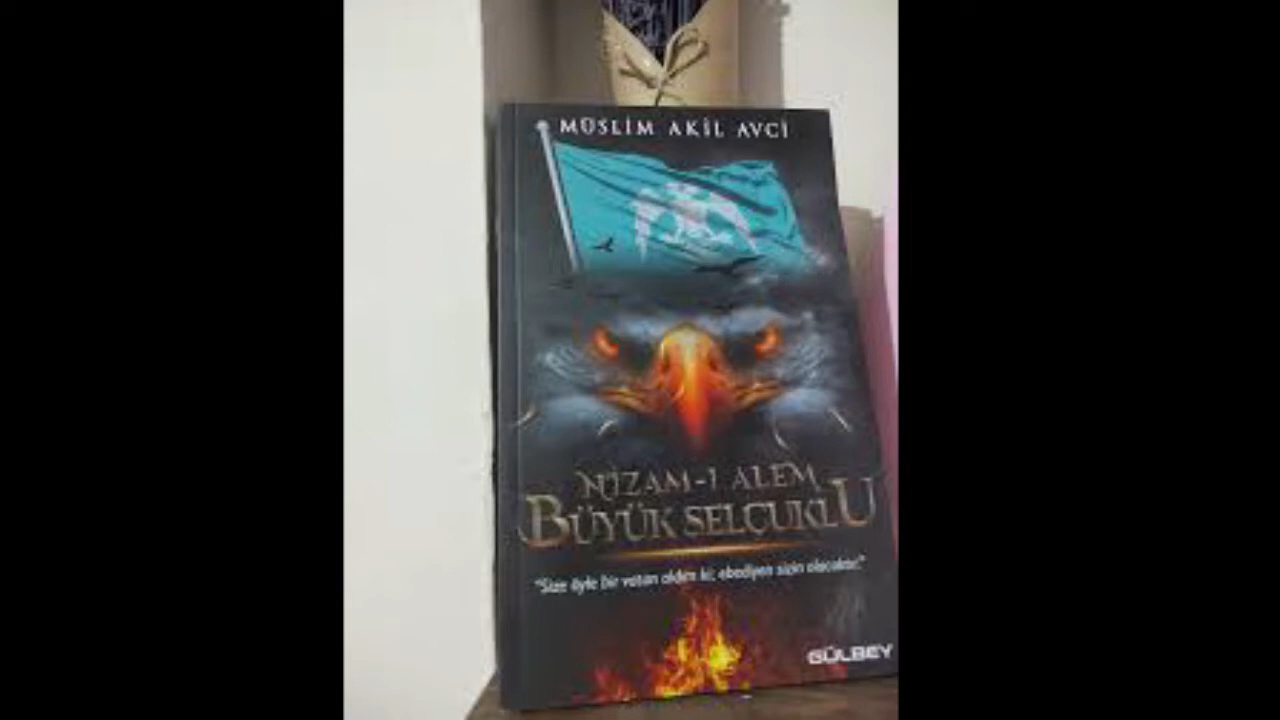 MÜSLİM AKİL AVCİ
NİZAM-I ALEM
BÜYÜK SELÇUKLU
"Size öyle bir vatan aldım ki; ebediyen sizin olacaktır."
GÜLBEY